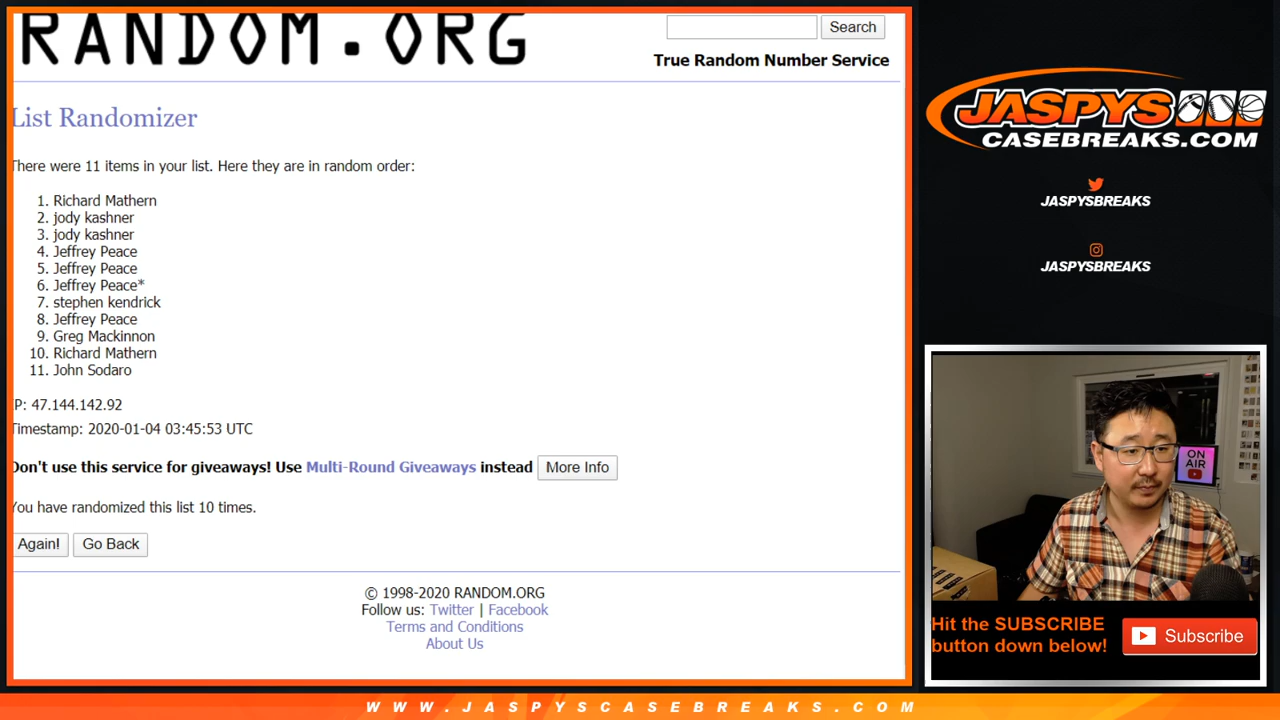 RANDOM.ORG
Search
True Random Number Service
List Randomizer
There were 11 items in your list. Here they are in random order:
1. Richard Mathern
2. jody kashner
3. jody kashner
4. Jeffrey Peace
5. Jeffrey Peace
6. Jeffrey Peace*
7. stephen kendrick
8. Jeffrey Peace
9. Greg Mackinnon
10. Richard Mathern
11. John Sodaro
IP: 47.144.142.92
Timestamp: 2020-01-04 03:45:53 UTC
Don't use this service for giveaways! Use Multi-Round Giveaways instead More Info
You have randomized this list 10 times.
Again! Go Back
© 1998-2020 RANDOM.ORG
Follow us: Twitter | Facebook
Terms and Conditions
About Us
JASPYS
CASEBREAKS.COM
JASPYSBREAKS
JASPYSBREAKS
ON
AIR
Hit the SUBSCRIBE
button down below!
Subscribe
WWW.JASPYSCASEBREAKS.COM